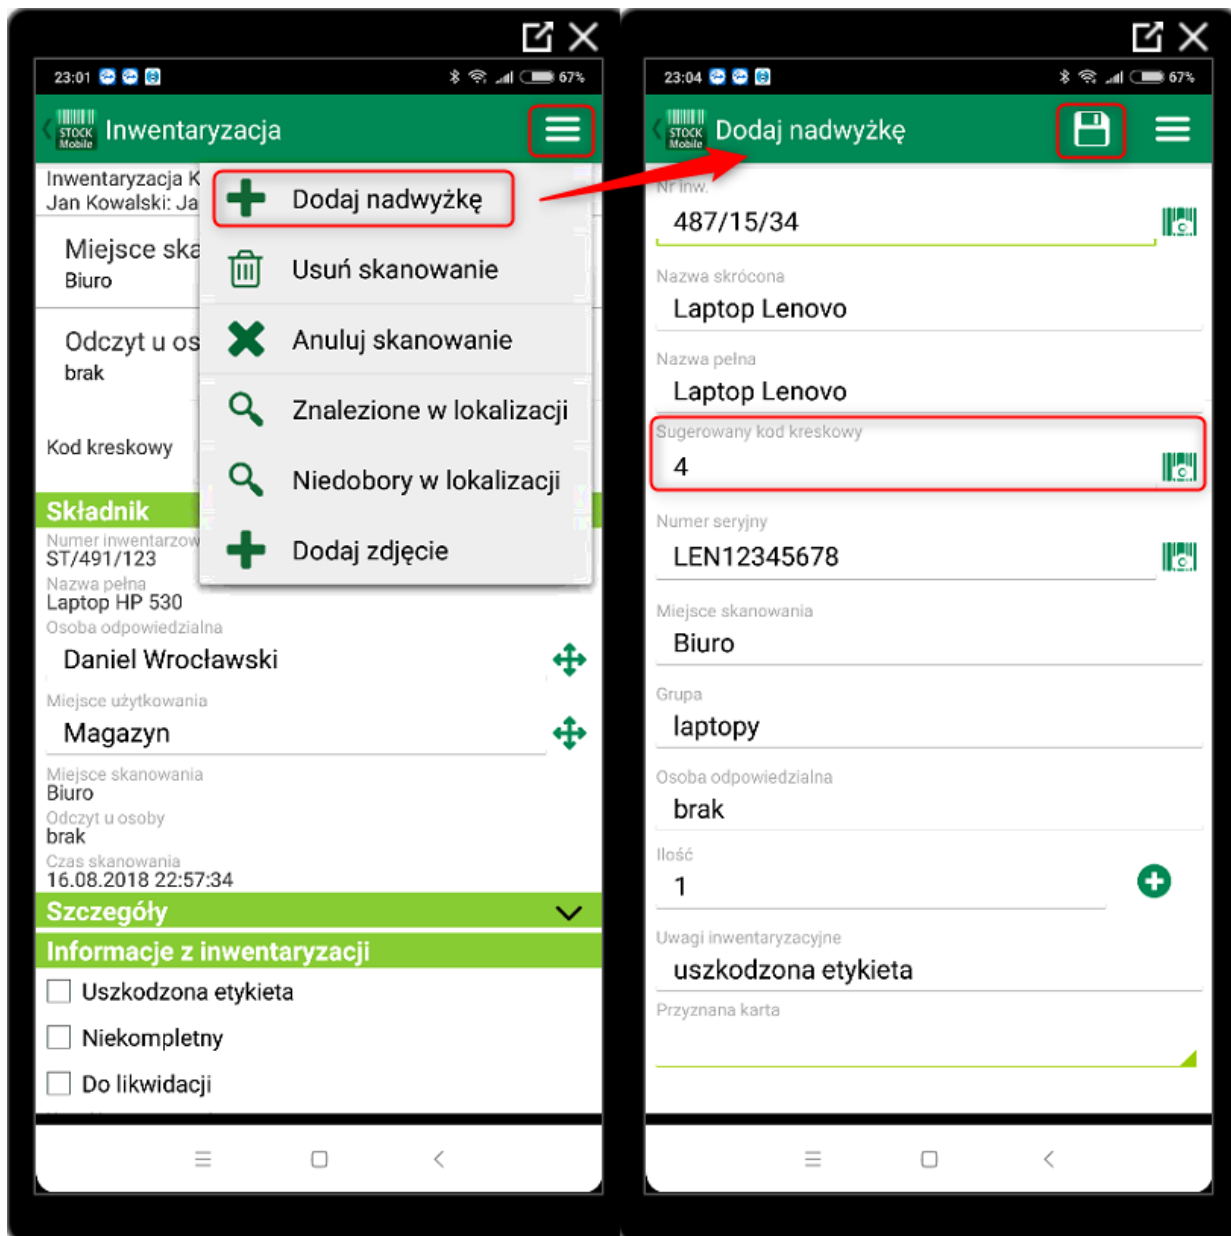 23:01
67%
STOCK
Mobile
Inwentaryzacja
Inwentaryzacja K
Jan Kowalski: Ja
Dodaj nadwyżkę
Usuń skanowanie
Anuluj skanowanie
Znalezione w lokalizacji
Niedobory w lokalizacji
Dodaj zdjęcie
Miejsce ska
Biuro
Odczyt u os
brak
Kod kreskowy
Składnik
Numer inwentarzow
ST/491/123
Nazwa pełna
Laptop HP 530
Osoba odpowiedzialna
Daniel Wrocławski
Miejsce użytkowania
Magazyn
Miejsce skanowania
Biuro
Odczyt u osoby
brak
Czas skanowania
16.08.2018 22:57:34
Szczegóły
Informacje z inwentaryzacji
Uszkodzona etykieta
Niekompletny
Do likwidacji
23:04
67%
STOCK
Mobile
Dodaj nadwyżkę
Nr inw.
487/15/34
Nazwa skrócona
Laptop Lenovo
Nazwa pełna
Laptop Lenovo
Sugerowany kod kreskowy
4
Numer seryjny
LEN12345678
Miejsce skanowania
Biuro
Grupa
laptopy
Osoba odpowiedzialna
brak
Ilość
1
Uwagi inwentaryzacyjne
uszkodzona etykieta
Przyznana karta